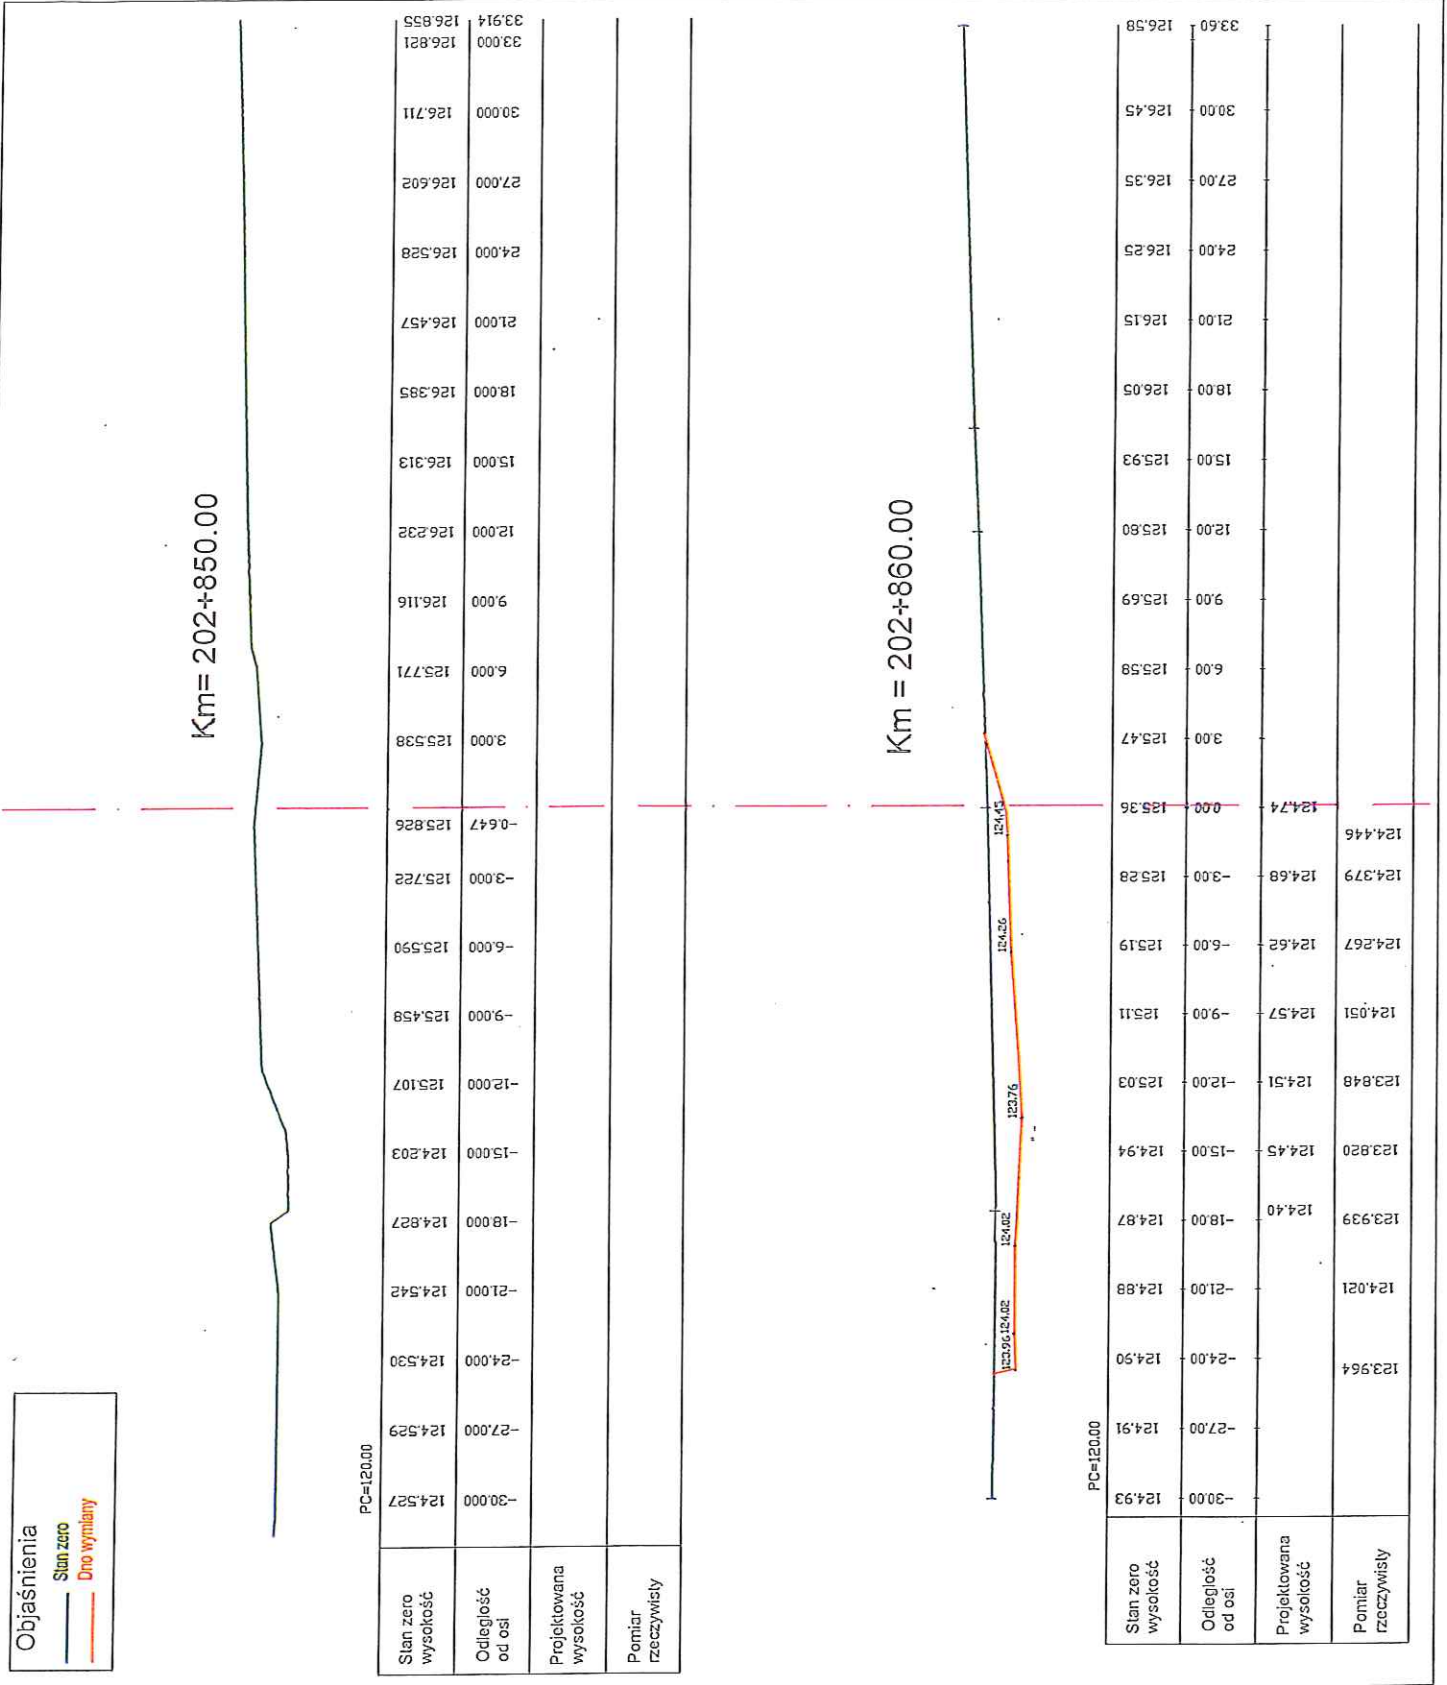 Objaśnienia
Stan zero
Dno wymiany
Km= 202+850.00
PC=120.00
Stan zero wysokość 124.527 124.529 124.530 124.542 124.827 124.203 125.107 125.458 125.590 125.722 125.826 125.538 125.771 126.116 126.232 126.313 126.385 126.457 126.528 126.602 126.711 126.821 126.855
Odległość od osi -30.000 -27.000 -24.000 -21.000 -18.000 -15.000 -12.000 -9.000 -6.000 -3.000 -0.647 3.000 6.000 9.000 12.000 15.000 18.000 21.000 24.000 27.000 30.000 33.000 33.914
Projektowana wysokość
Pomiar rzeczywisty
Km = 202+860.00
123.96 124.02 124.02 123.76 124.26 124.45
PC=120.00
Stan zero wysokość 124.93 124.91 124.90 124.88 124.87 124.94 125.03 125.11 125.19 125.28 125.36 125.47 125.58 125.69 125.80 125.93 126.05 126.15 126.25 126.35 126.45 126.58
Odległość od osi -30.00 -27.00 -24.00 -21.00 -18.00 -15.00 -12.00 -9.00 -6.00 -3.00 0.00 3.00 6.00 9.00 12.00 15.00 18.00 21.00 24.00 27.00 30.00 33.60
Projektowana wysokość 124.40 124.45 124.51 124.57 124.62 124.68 124.74
Pomiar rzeczywisty 123.964 124.021 123.939 123.820 123.848 124.051 124.267 124.379 124.446